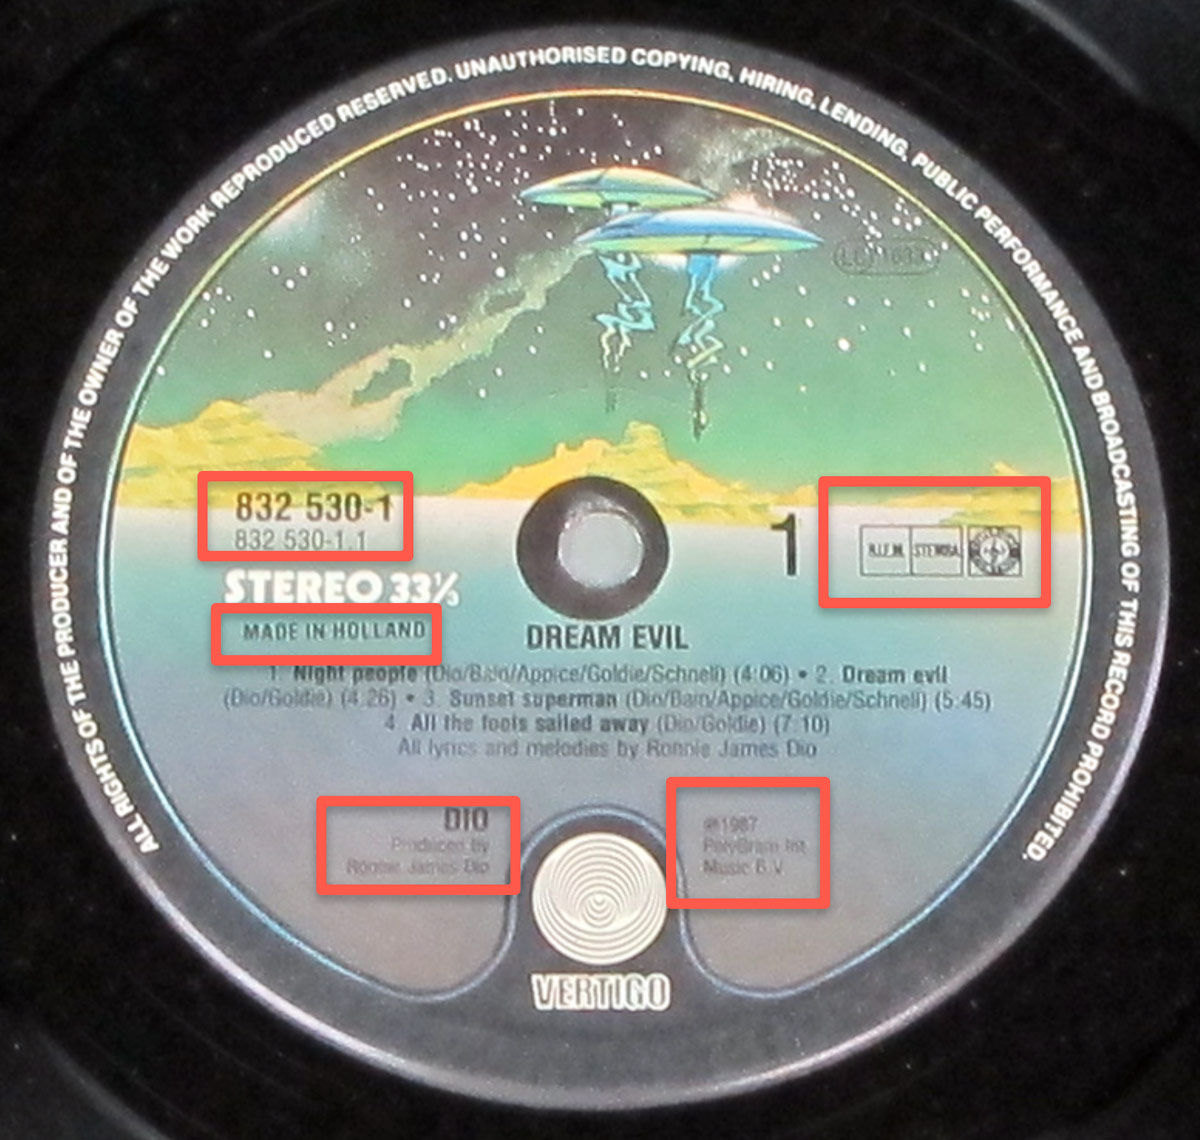 ALL RIGHTS OF THE PRODUCER AND OF THE OWNER OF THE WORK REPRODUCED RESERVED. UNAUTHORISED COPYING, HIRING, LENDING, PUBLIC PERFORMANCE AND BROADCASTING OF THIS RECORD PROHIBITED.
832 530-1
832 530-1.1
1
B.I.E.M. STEMRA
STEREO 33⅓
MADE IN HOLLAND
DREAM EVIL
1. Night people (Dio/Bain/Appice/Goldie/Schnell) (4:06) • 2. Dream evil
(Dio/Goldie) (4:26) • 3. Sunset superman (Dio/Bain/Appice/Goldie/Schnell) (5:45)
4. All the fools sailed away (Dio/Goldie) (7:10)
All lyrics and melodies by Ronnie James Dio
DIO
Produced by
Ronnie James Dio
℗1987
PolyGram Int.
Music B.V.
VERTIGO